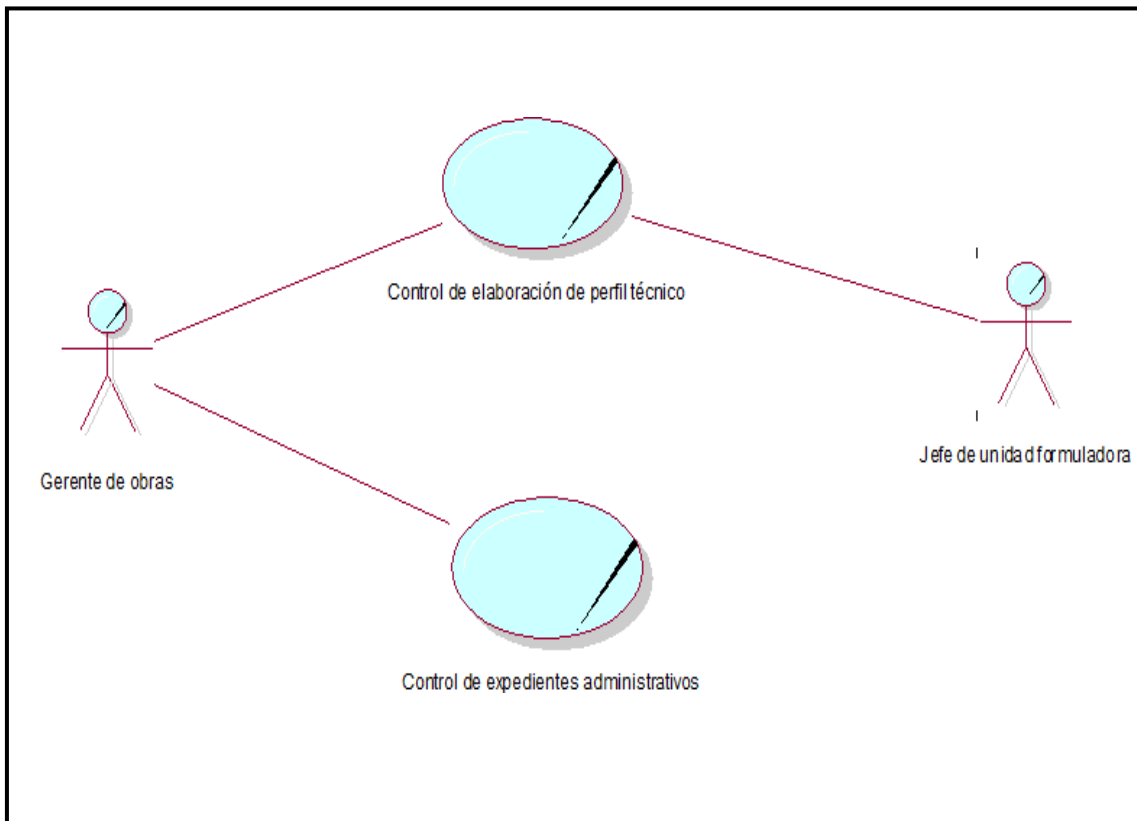 Control de elaboración de perfil técnico
Gerente de obras
Jefe de unidad formuladora
Control de expedientes administrativos